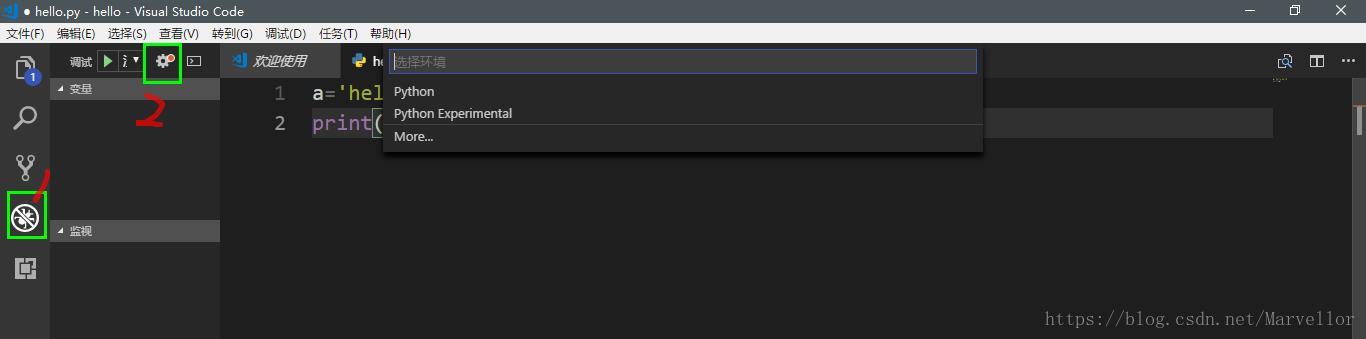 ● hello.py - hello - Visual Studio Code
文件(F) 编辑(E) 选择(S) 查看(V) 转到(G) 调试(D) 任务(T) 帮助(H)
调试 欢迎使用 he
选择环境
1
变量
Python
1 a='hel
Python Experimental
2
2 print(
More...
1
监视
https://blog.csdn.net/Marvellor